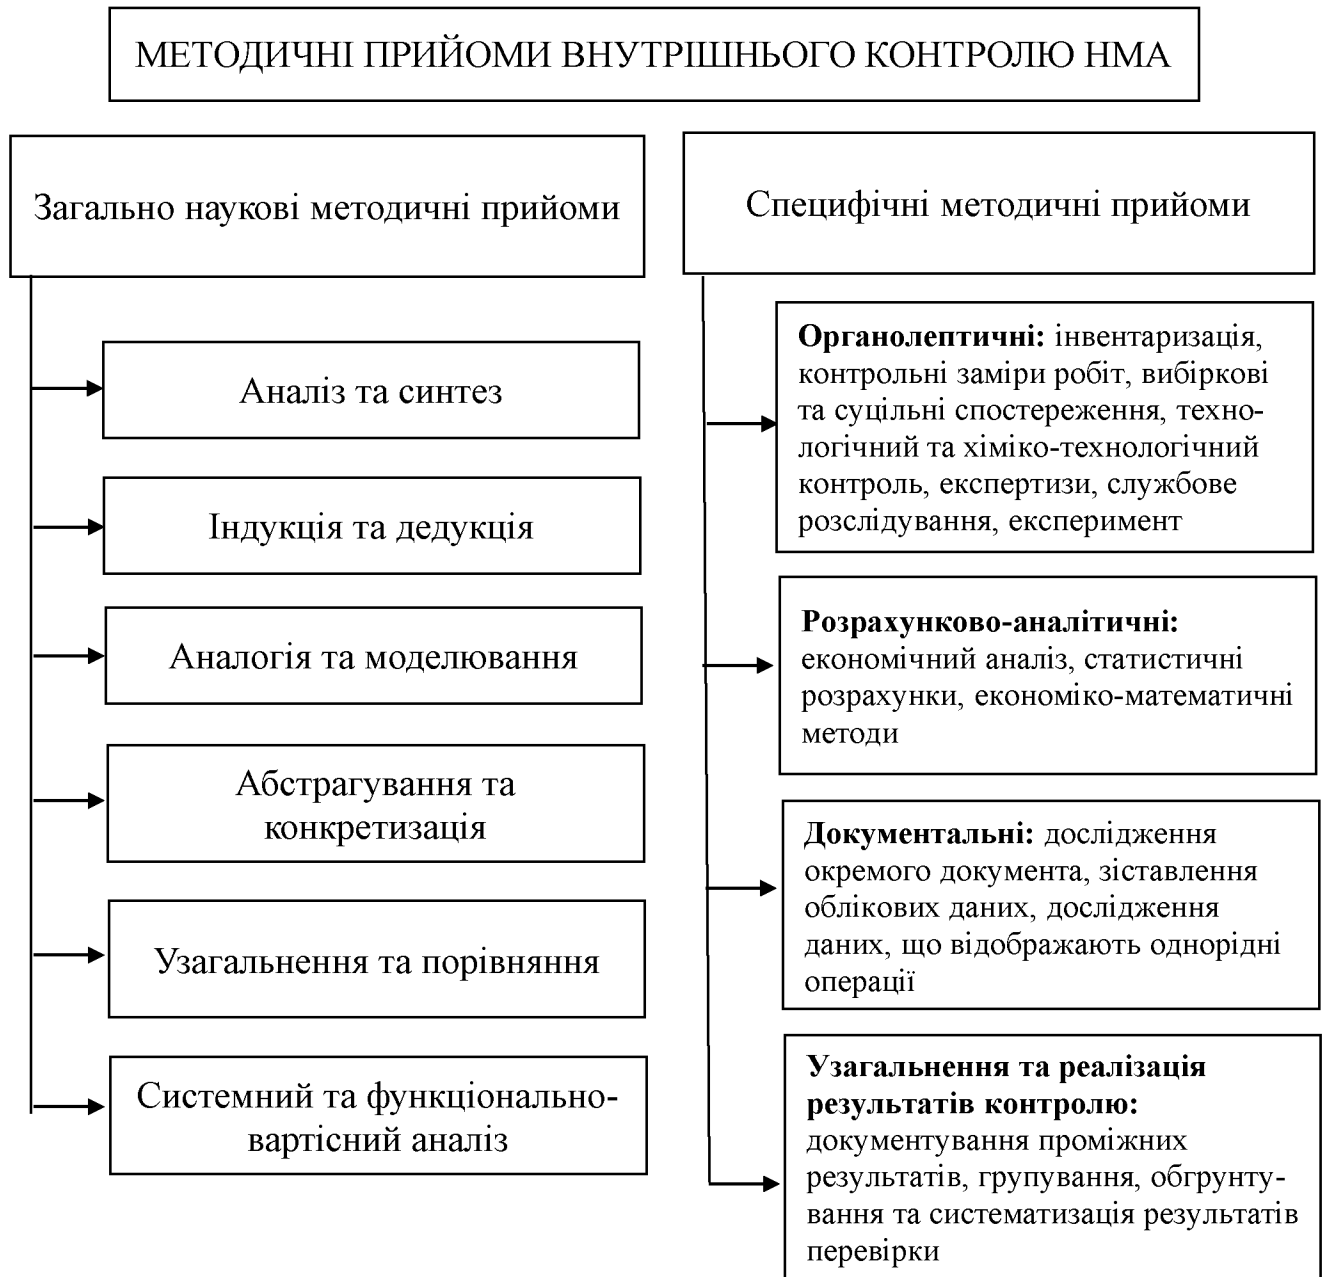 МЕТОДИЧНІ ПРИЙОМИ ВНУТРІШНЬОГО КОНТРОЛЮ НМА
Загально наукові методичні прийоми
Аналіз та синтез
Індукція та дедукція
Аналогія та моделювання
Абстрагування та
конкретизація
Узагальнення та порівняння
Системний та функціонально-
вартісний аналіз
Специфічні методичні прийоми
Органолептичні: інвентаризація,
контрольні заміри робіт, вибіркові
та суцільні спостереження, техно-
логічний та хіміко-технологічний
контроль, експертизи, службове
розслідування, експеримент
Розрахунково-аналітичні:
економічний аналіз, статистичні
розрахунки, економіко-математичні
методи
Документальні: дослідження
окремого документа, зіставлення
облікових даних, дослідження
даних, що відображають однорідні
операції
Узагальнення та реалізація
результатів контролю:
документування проміжних
результатів, групування, обгрунту-
вання та систематизація результатів
перевірки